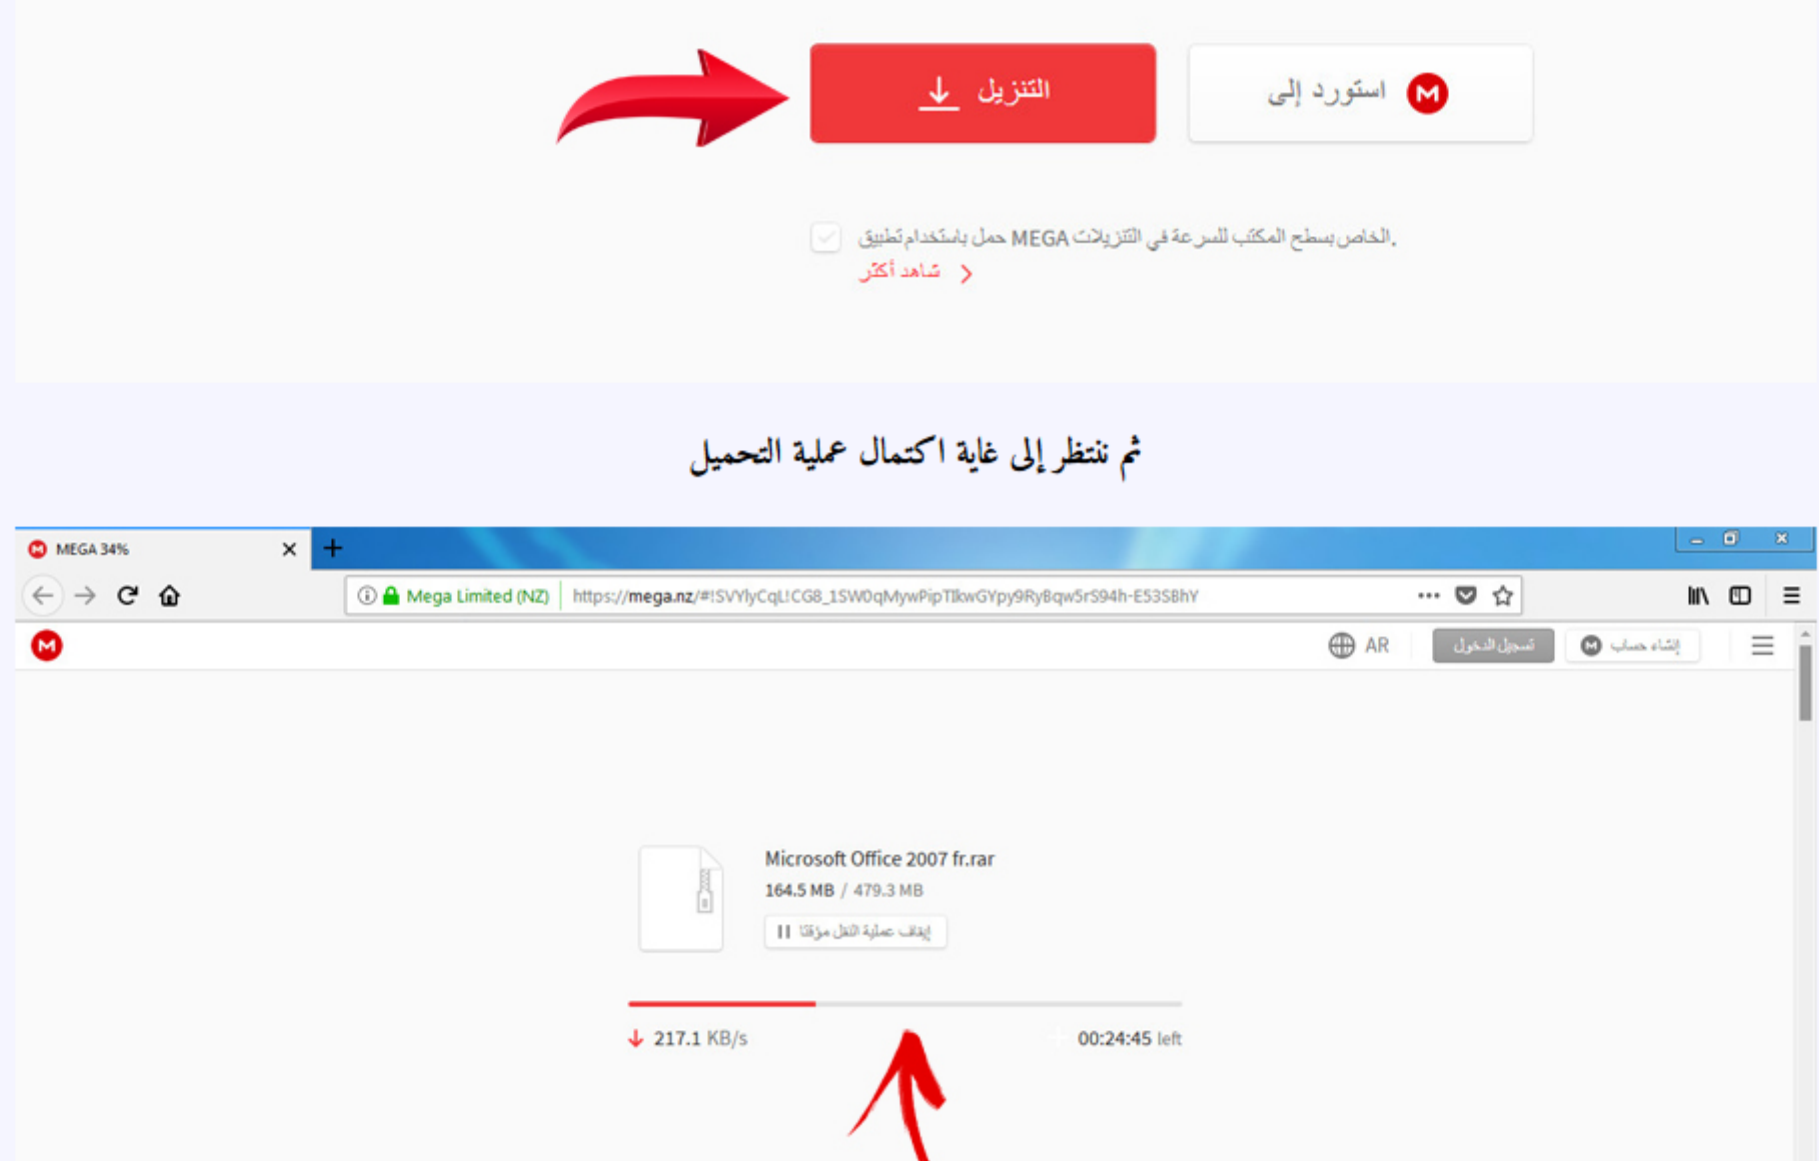 التنزيل
استورد إلى
حمل باستخدام تطبيق MEGA الخاص بسطح المكتب للسرعة في التنزيلات.
شاهد أكثر
ثم ننتظر إلى غاية اكتمال عملية التحميل
MEGA 34%
Mega Limited (NZ) https://mega.nz/#!SVYlyCqL!CG8_1SW0qMywPipTIkwGYpy9RyBqw5rS94h-E53SBhY
AR تسجيل الدخول إنشاء حساب
Microsoft Office 2007 fr.rar
164.5 MB / 479.3 MB
إيقاف عملية النقل مؤقتا
217.1 KB/s 00:24:45 left